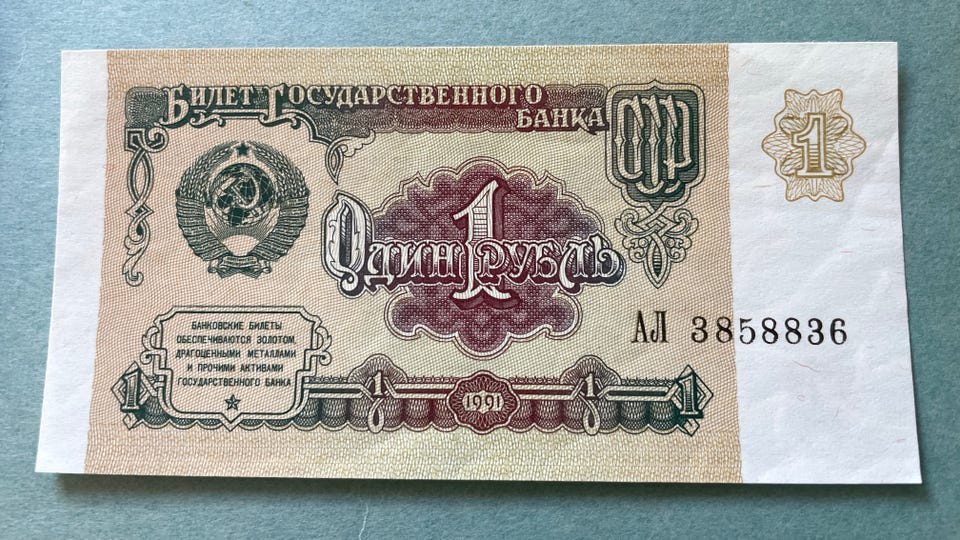 Билет Государственного
Банка
СССР
1
Один Рубль
1
АЛ 3858836
БАНКОВСКИЕ БИЛЕТЫ
ОБЕСПЕЧИВАЮТСЯ ЗОЛОТОМ,
ДРАГОЦЕННЫМИ МЕТАЛЛАМИ
И ПРОЧИМИ АКТИВАМИ
ГОСУДАРСТВЕННОГО БАНКА
1 1 1991 1 1